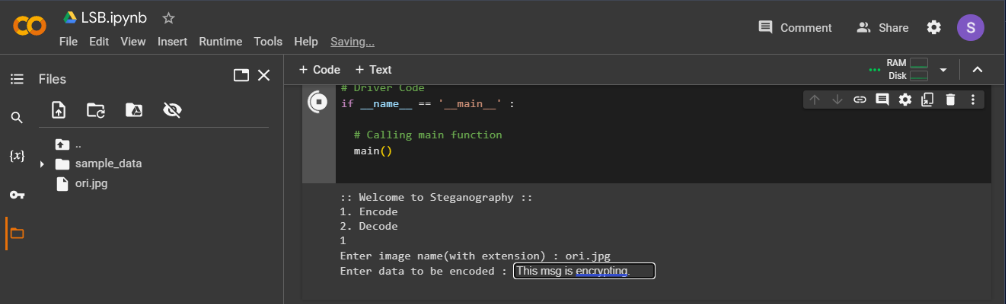 LSB.ipynb
File Edit View Insert Runtime Tools Help Saving...
Comment Share S
Files
+ Code + Text
RAM
Disk
{x}
..
sample_data
ori.jpg
# Driver Code
if __name__ == '__main__' :
# Calling main function
main()
:: Welcome to Steganography ::
1. Encode
2. Decode
1
Enter image name(with extension) : ori.jpg
Enter data to be encoded : This msg is encrypting.